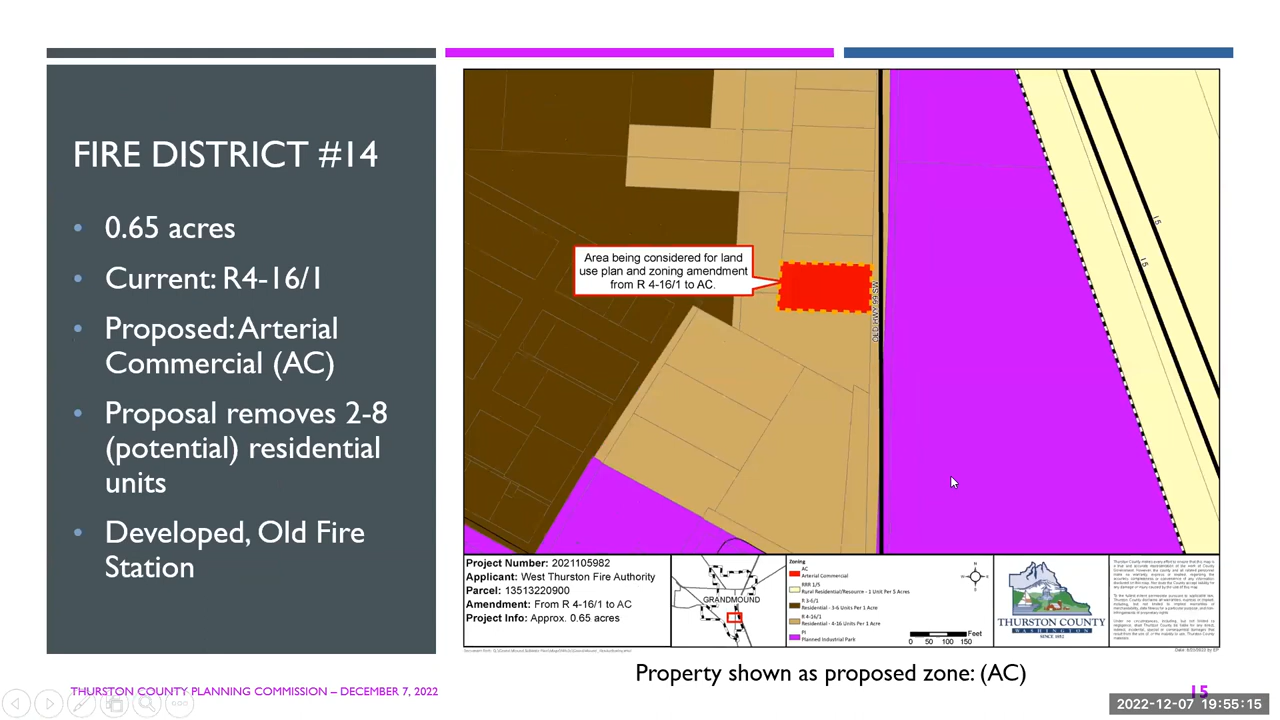 FIRE DISTRICT #14
• 0.65 acres
• Current: R4-16/1
• Proposed: Arterial
Commercial (AC)
• Proposal removes 2-8
(potential) residential
units
• Developed, Old Fire
Station
Area being considered for land
use plan and zoning amendment
from R 4-16/1 to AC.
OLD HWY 99 SW
I 5
I 5
Project Number: 2021105982
Applicant: West Thurston Fire Authority
Parcel: 13513220900
Amendment: From R 4-16/1 to AC
Project Info: Approx. 0.65 acres
GRANDMOUND
Zoning
AC
Arterial Commercial
RRR 1/5
Rural Residential/Resource - 1 Unit Per 5 Acres
R 3-6/1
Residential - 3-6 Units Per 1 Acre
R 4-16/1
Residential - 4-16 Units Per 1 Acre
PI
Planned Industrial Park
N
Feet
0 50 100 150
THURSTON COUNTY
WASHINGTON
SINCE 1852
Property shown as proposed zone: (AC)
THURSTON COUNTY PLANNING COMMISSION – DECEMBER 7, 2022
15
2022-12-07 19:55:15